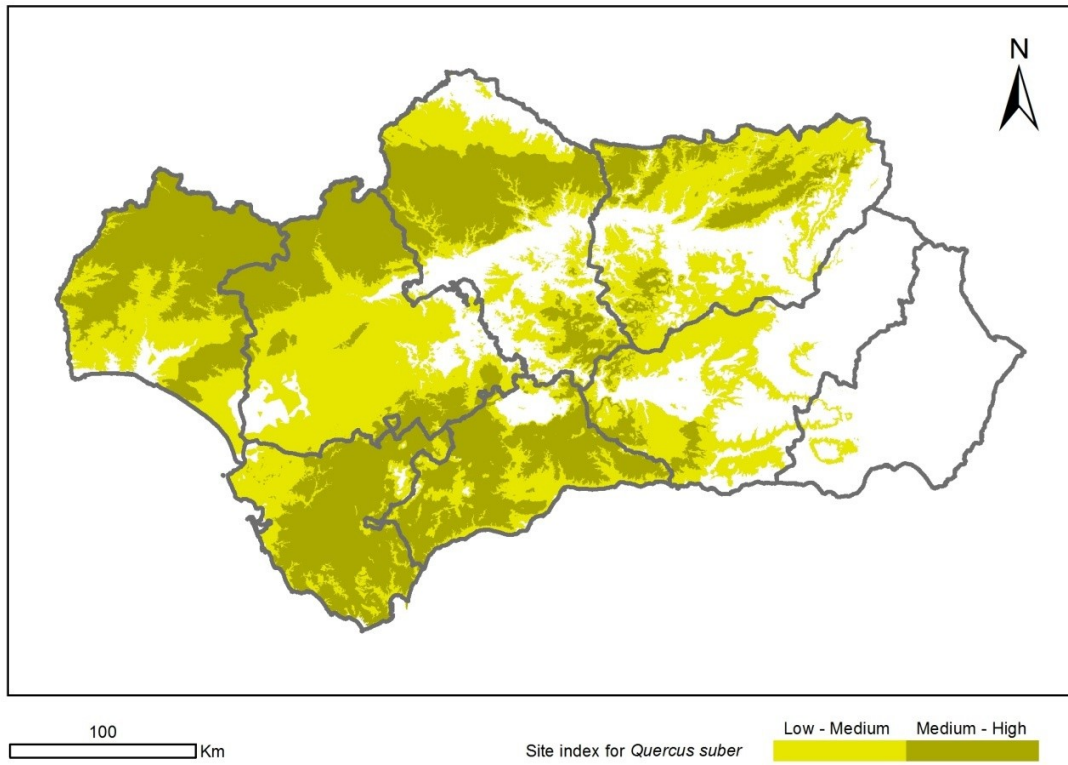 N
100
Km
Site index for Quercus suber
Low - Medium
Medium - High